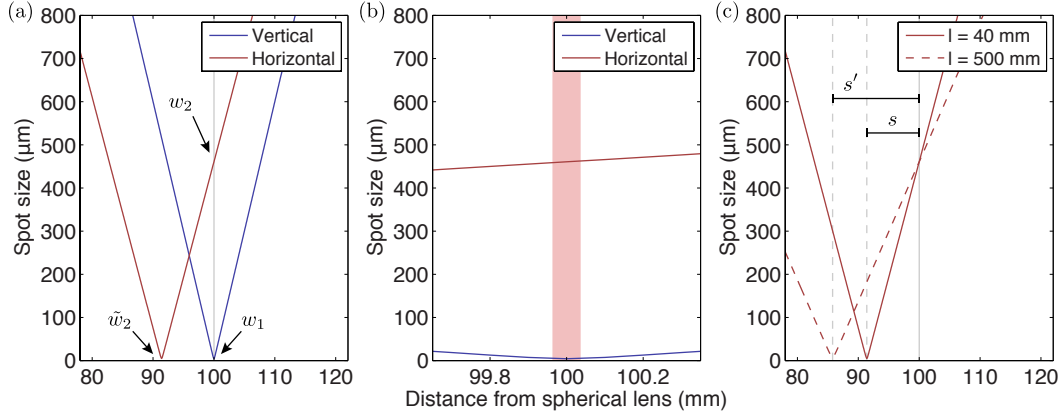 (a)
800
700
600
500
400
300
200
100
0
Spot size (µm)
80
90
100
110
120
Vertical
Horizontal
w₂
w̃₂
w₁
(b)
800
700
600
500
400
300
200
100
0
Spot size (µm)
99.8
100
100.2
Distance from spherical lens (mm)
Vertical
Horizontal
(c)
800
700
600
500
400
300
200
100
0
Spot size (µm)
80
90
100
110
120
l = 40 mm
l = 500 mm
s′
s